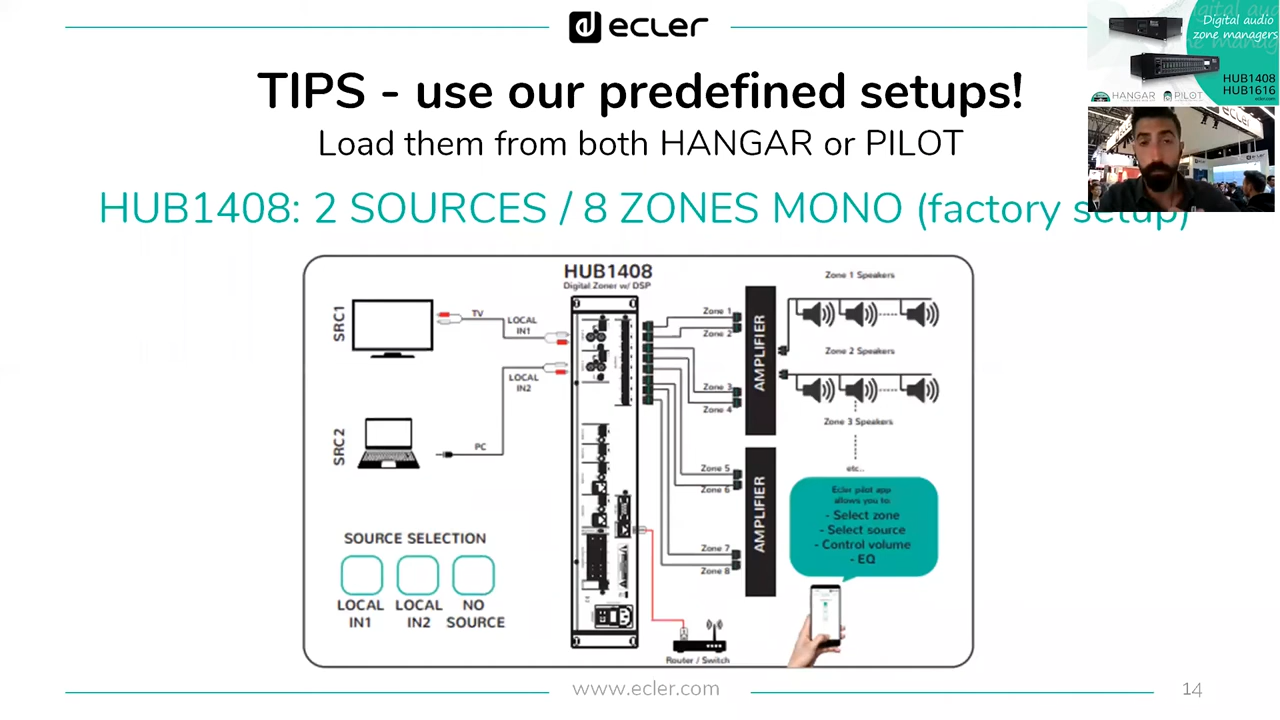 ecler
TIPS - use our predefined setups!
Load them from both HANGAR or PILOT
HUB1408: 2 SOURCES / 8 ZONES MONO (factory setup)
Digital audio
zone managers
HUB1408
HUB1616
HANGAR
PILOT
ecler
HUB1408
Digital Zoner w/ DSP
SRC1
TV
LOCAL
IN1
LOCAL
IN2
SRC2
PC
Zone 1
Zone 2
Zone 3
Zone 4
Zone 5
Zone 6
Zone 7
Zone 8
AMPLIFIER
AMPLIFIER
Zone 1 Speakers
Zone 2 Speakers
Zone 3 Speakers
etc..
Ecler pilot app
allows you to:
- Select zone
- Select source
- Control volume
- EQ
SOURCE SELECTION
LOCAL
IN1
LOCAL
IN2
NO
SOURCE
Router / Switch
www.ecler.com
14